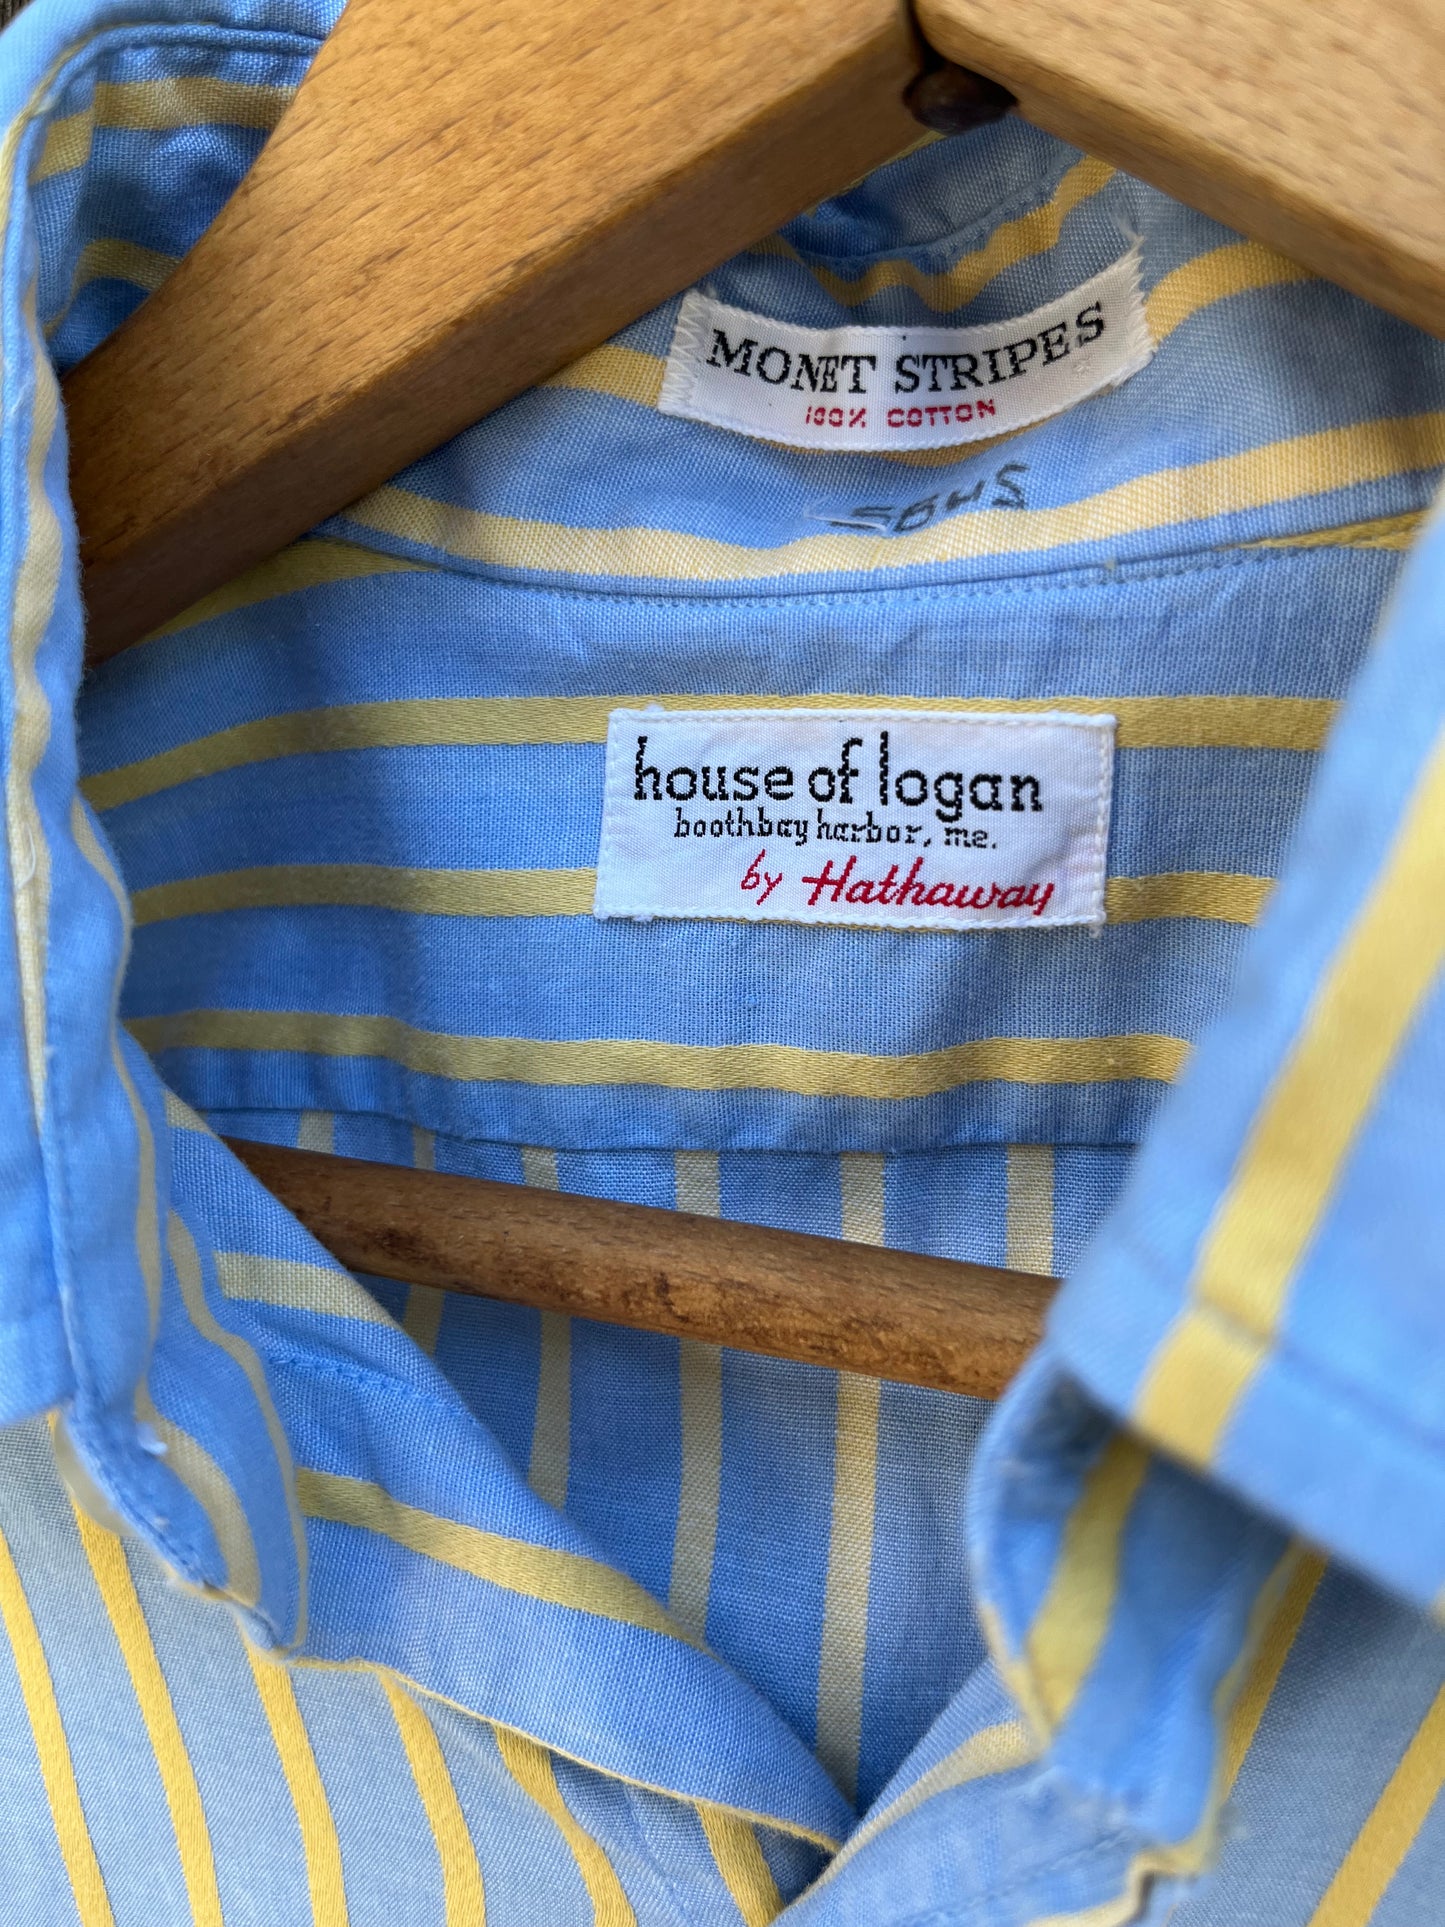 MONET STRIPES
100% COTTON
house of logan
boothbay harbor, me.
by Hathaway